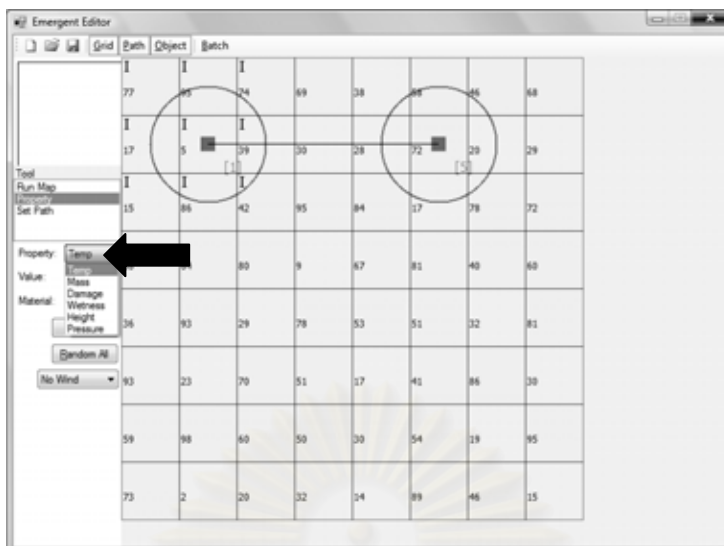 Emergent Editor
Grid Path Object Batch
I I I
77 95 74 69 38 58 46 68
I I I
17 5 39 30 28 72 20 29
[1] [5]
Tool
Run Map
Property
Set Path
I I I
15 86 42 95 84 17 78 72
Property: Temp
80 9 67 81 40 60
Temp
Value:
Mass
Damage
Material:
Wetness
Height
Pressure
36 93 29 78 53 51 32 81
Random All
No Wind
93 23 70 51 17 41 86 30
59 98 60 50 30 54 19 95
73 2 20 32 14 89 46 15